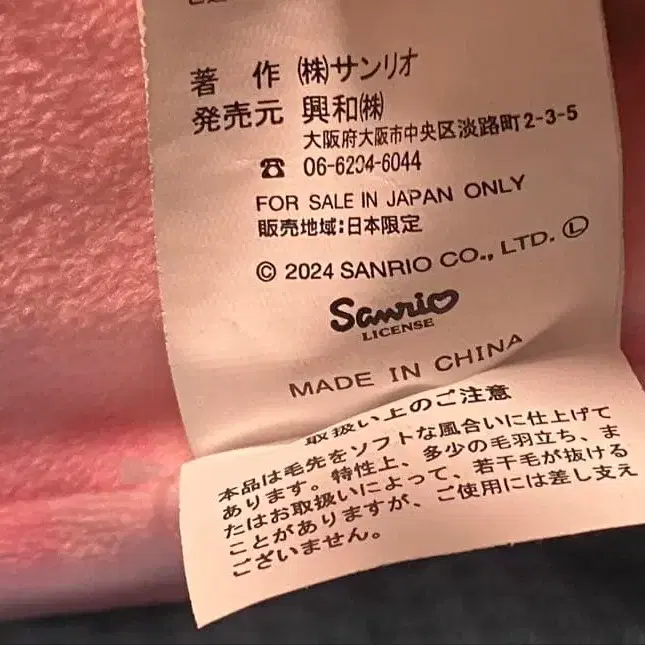 著 作 ㈱サンリオ
発売元 興和㈱
大阪府大阪市中央区淡路町2-3-5
☎ 06-6204-6044
FOR SALE IN JAPAN ONLY
販売地域:日本限定
© 2024 SANRIO CO., LTD. Ⓛ
Sanrio
LICENSE
MADE IN CHINA
取扱い上のご注意
本品は毛先をソフトな風合いに仕上げて
あります。特性上、多少の毛羽立ち、ま
たはお取扱いによって、若干毛が抜ける
ことがありますが、ご使用には差し支え
ございません。